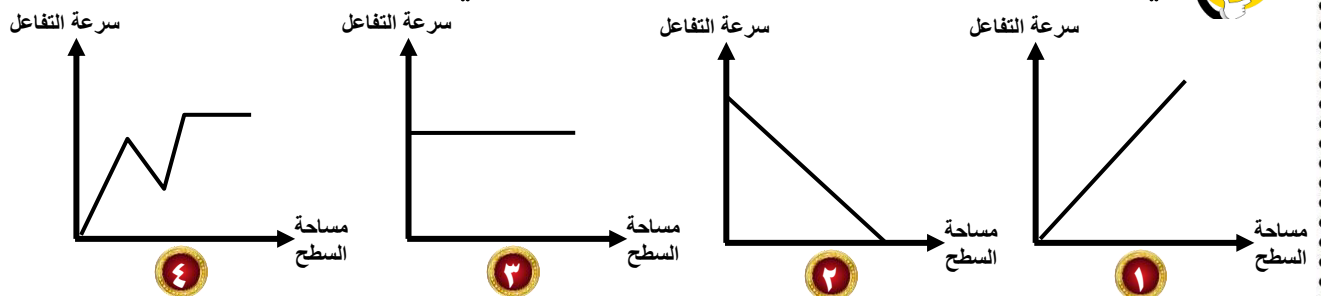 سرعة التفاعل
مساحة
السطح
١
سرعة التفاعل
مساحة
السطح
٢
سرعة التفاعل
مساحة
السطح
٣
سرعة التفاعل
مساحة
السطح
٤